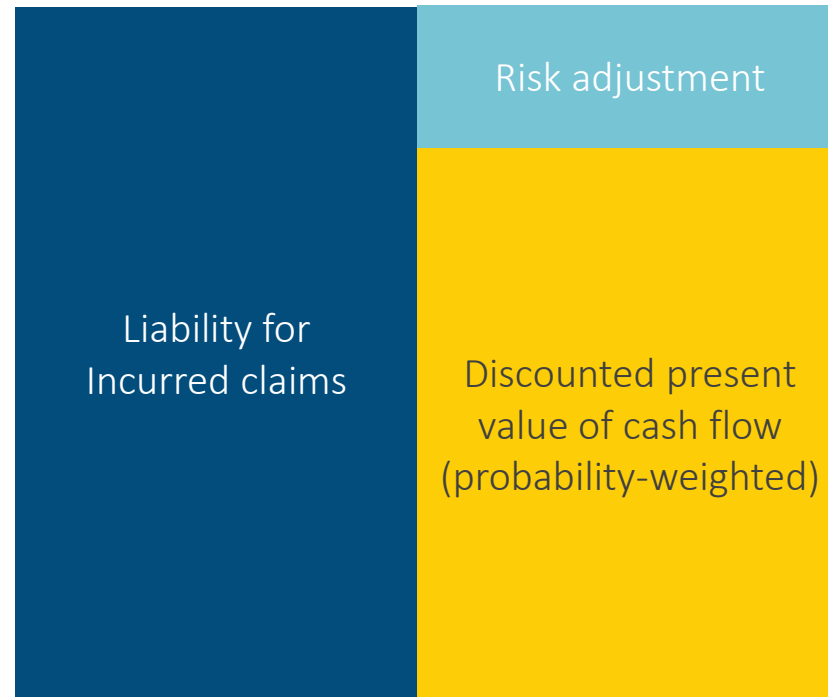 Risk adjustment
Liability for
Incurred claims
Discounted present
value of cash flow
(probability-weighted)